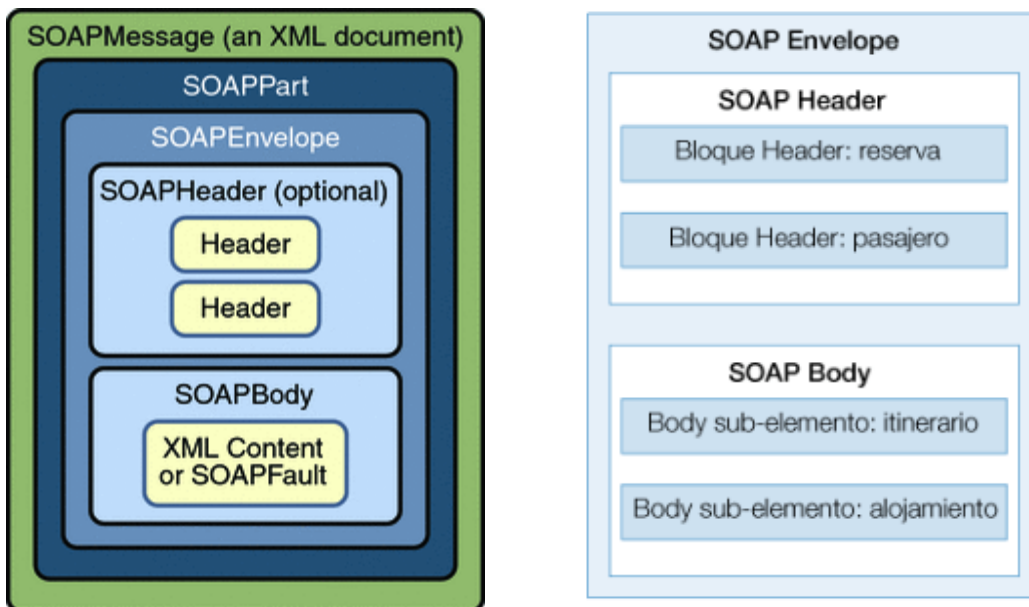 SOAPMessage (an XML document)
SOAPPart
SOAPEnvelope
SOAPHeader (optional)
Header
Header
SOAPBody
XML Content
or SOAPFault
SOAP Envelope
SOAP Header
Bloque Header: reserva
Bloque Header: pasajero
SOAP Body
Body sub-elemento: itinerario
Body sub-elemento: alojamiento